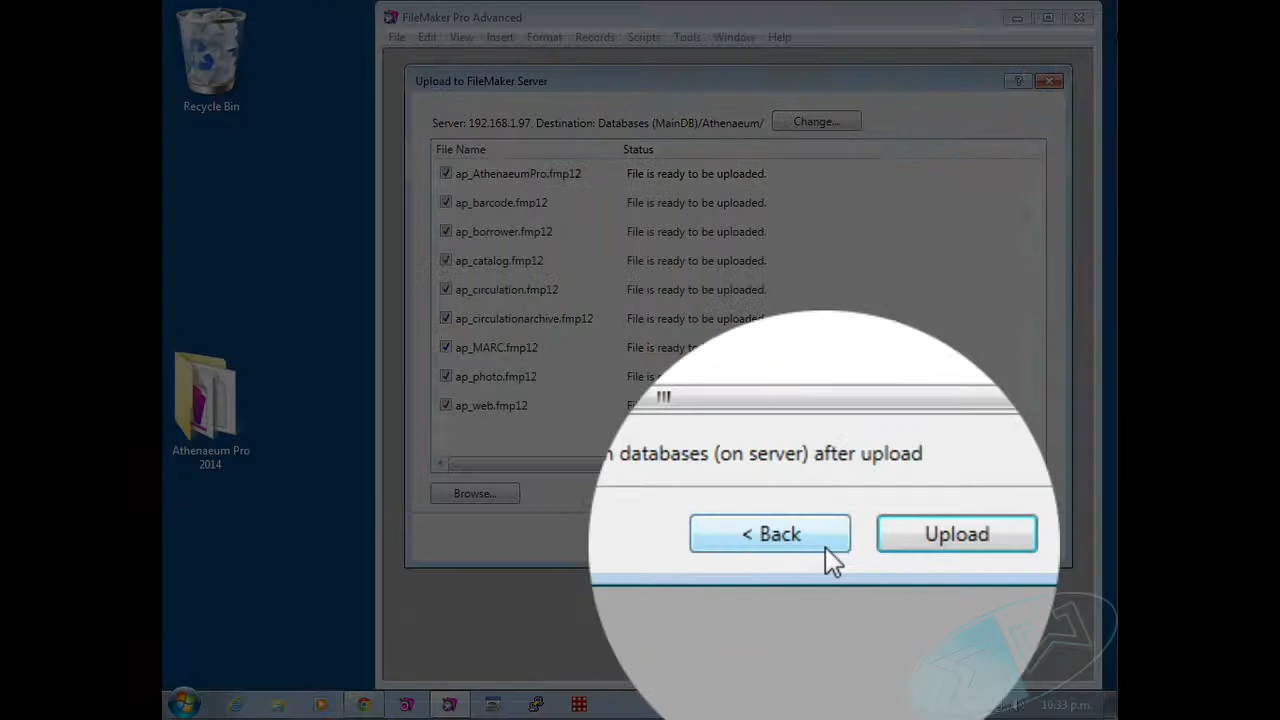 FileMaker Pro Advanced
File Edit View Insert Format Records Scripts Tools Window Help
Recycle Bin
Upload to FileMaker Server
Server: 192.168.1.97 Destination: Databases (MainDB)/Athenaeum/ Change...
File Name Status
ap_AthenaeumPro.fmp12 File is ready to be uploaded.
ap_barcode.fmp12 File is ready to be uploaded.
ap_borrower.fmp12 File is ready to be uploaded.
ap_catalog.fmp12 File is ready to be uploaded.
ap_circulation.fmp12 File is ready to be uploaded.
ap_circulationarchive.fmp12 File is ready to be uploaded.
ap_MARC.fmp12 File is ready
ap_photo.fmp12 File is
ap_web.fmp12
databases (on server) after upload
Browse...
< Back Upload
Athenaeum Pro
2014
10:33 p.m.